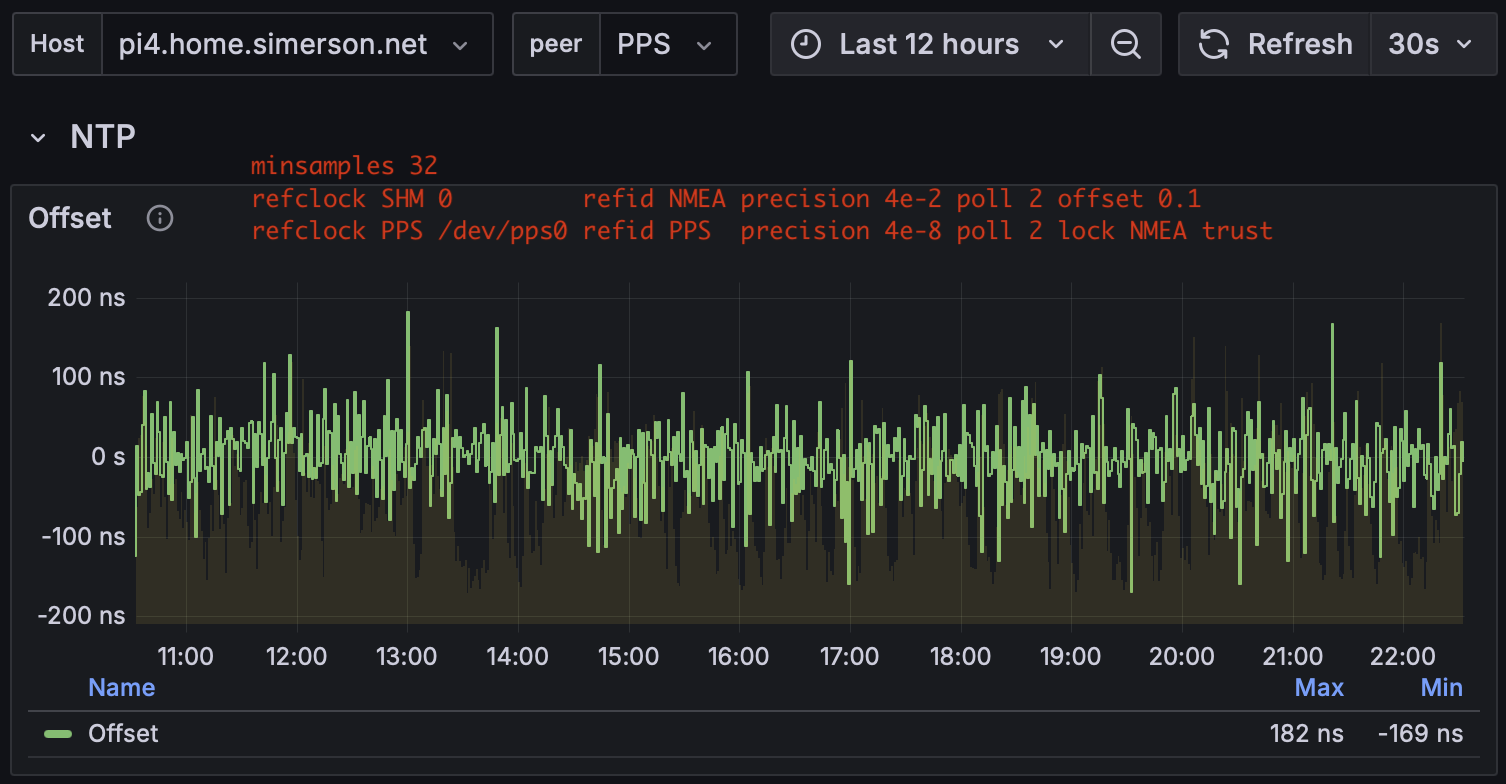 Host pi4.home.simerson.net peer PPS Last 12 hours Refresh 30s
NTP
minsamples 32
refclock SHM 0 refid NMEA precision 4e-2 poll 2 offset 0.1
Offset
refclock PPS /dev/pps0 refid PPS precision 4e-8 poll 2 lock NMEA trust
200 ns
100 ns
0 s
-100 ns
-200 ns
11:00 12:00 13:00 14:00 15:00 16:00 17:00 18:00 19:00 20:00 21:00 22:00
Name Max Min
Offset 182 ns -169 ns